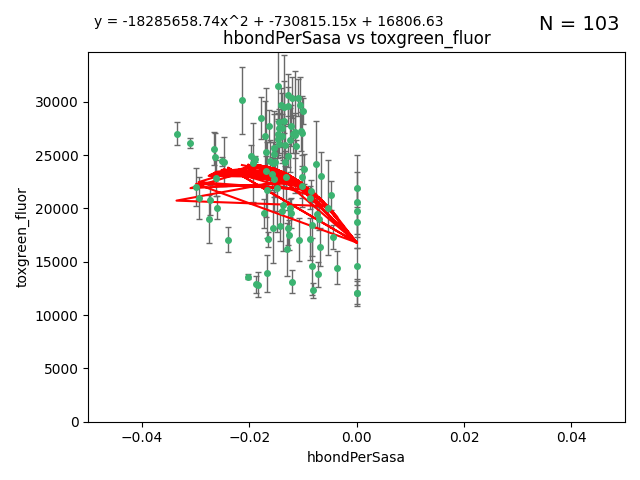 y = -18285658.74x^2 + -730815.15x + 16806.63
N = 103
hbondPerSasa vs toxgreen_fluor
toxgreen_fluor
30000
25000
20000
15000
10000
5000
0
−0.04
−0.02
0.00
0.02
0.04
hbondPerSasa